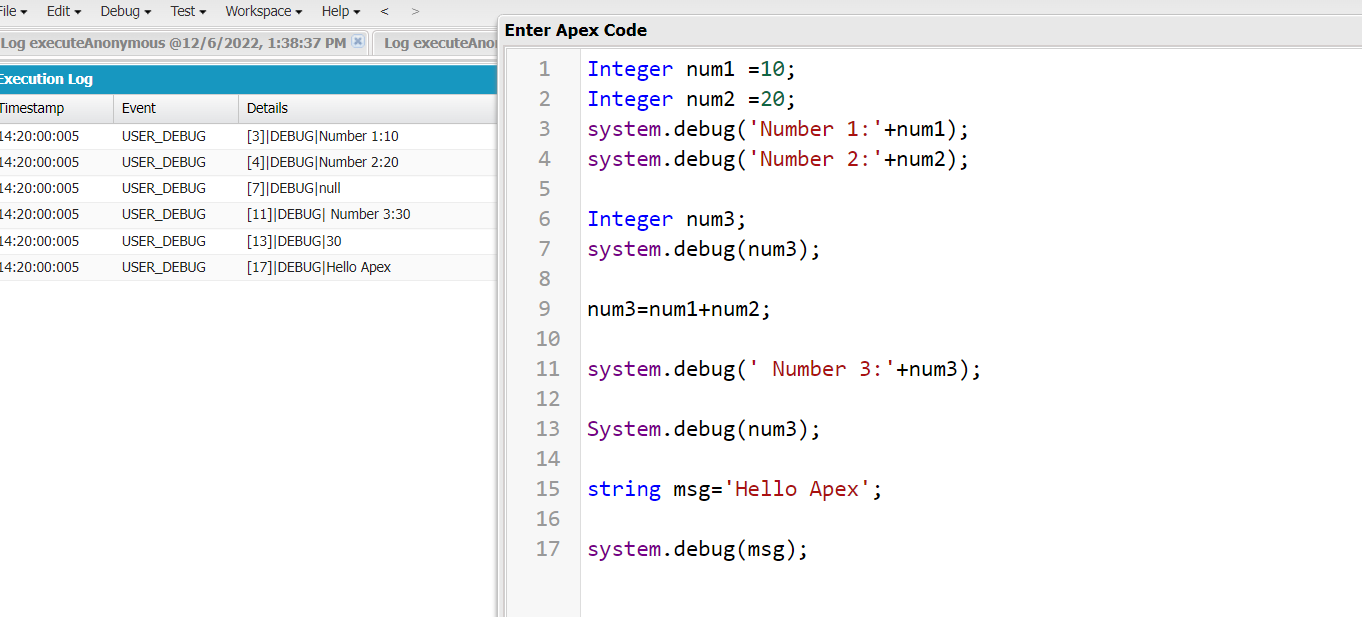 File Edit Debug Test Workspace Help < >
Log executeAnonymous @12/6/2022, 1:38:37 PM Log executeAnon
Execution Log
Timestamp Event Details
14:20:00:005 USER_DEBUG [3]|DEBUG|Number 1:10
14:20:00:005 USER_DEBUG [4]|DEBUG|Number 2:20
14:20:00:005 USER_DEBUG [7]|DEBUG|null
14:20:00:005 USER_DEBUG [11]|DEBUG| Number 3:30
14:20:00:005 USER_DEBUG [13]|DEBUG|30
14:20:00:005 USER_DEBUG [17]|DEBUG|Hello Apex
Enter Apex Code
1 Integer num1 =10;
2 Integer num2 =20;
3 system.debug('Number 1:'+num1);
4 system.debug('Number 2:'+num2);
5
6 Integer num3;
7 system.debug(num3);
8
9 num3=num1+num2;
10
11 system.debug(' Number 3:'+num3);
12
13 System.debug(num3);
14
15 string msg='Hello Apex';
16
17 system.debug(msg);